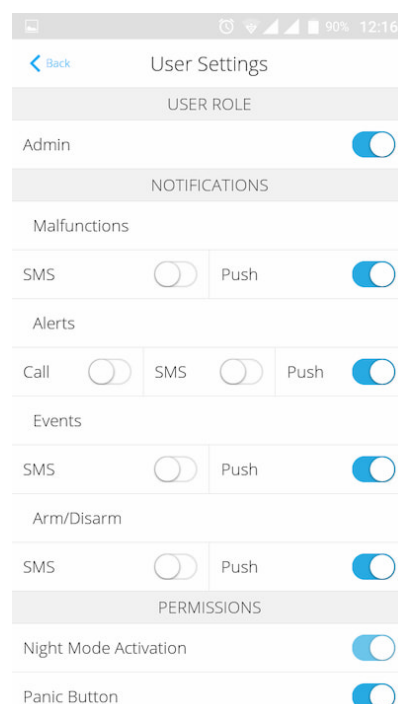 90% 12:16
Back User Settings
USER ROLE
Admin
NOTIFICATIONS
Malfunctions
SMS Push
Alerts
Call SMS Push
Events
SMS Push
Arm/Disarm
SMS Push
PERMISSIONS
Night Mode Activation
Panic Button